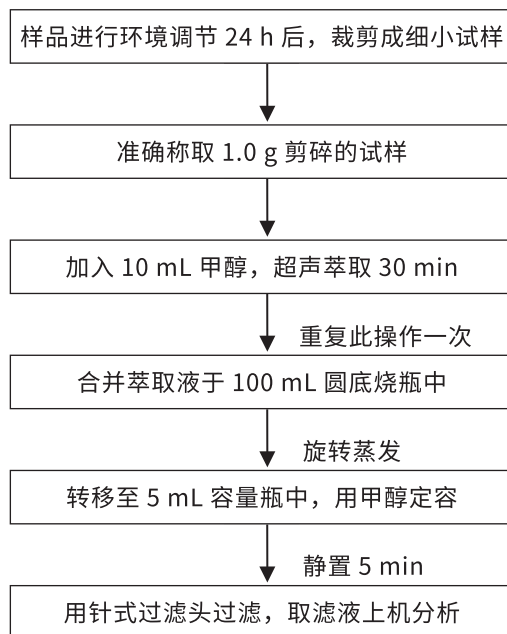 样品进行环境调节 24 h 后，裁剪成细小试样
准确称取 1.0 g 剪碎的试样
加入 10 mL 甲醇，超声萃取 30 min
重复此操作一次
合并萃取液于 100 mL 圆底烧瓶中
旋转蒸发
转移至 5 mL 容量瓶中，用甲醇定容
静置 5 min
用针式过滤头过滤，取滤液上机分析